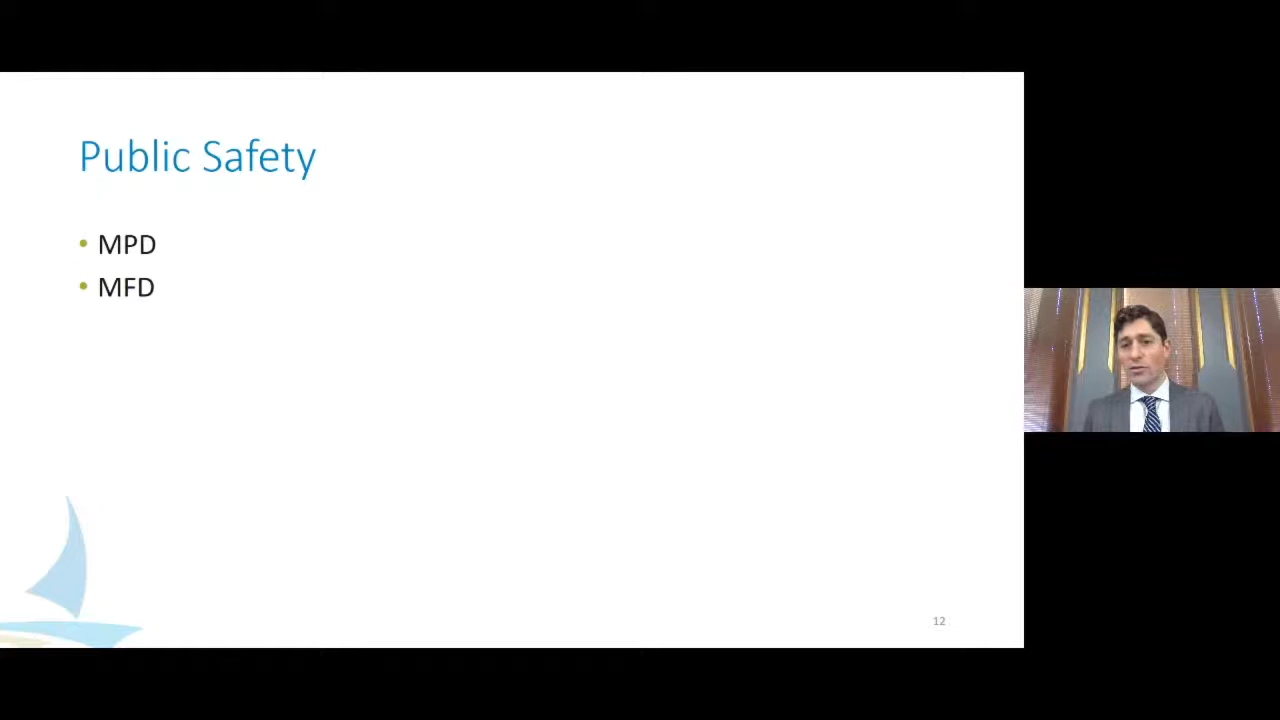 Public Safety
• MPD
• MFD
12